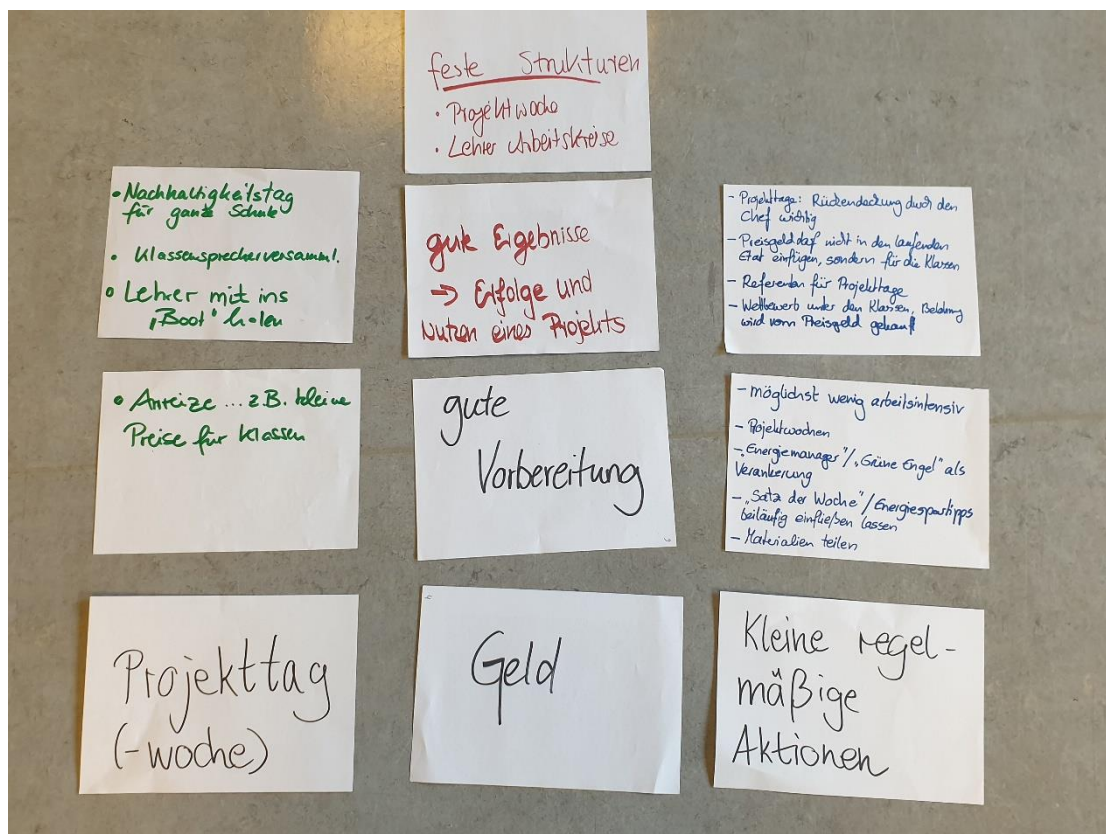 feste Strukturen
• Projektwoche
• Lehrer Arbeitskreise
• Nachhaltigkeitstag
für ganze Schule
• Klassensprecherversamml.
• Lehrer mit ins
"Boot" holen
gute Ergebnisse
→ Erfolge und
Nutzen eines Projekts
- Projekttage: Rückendeckung durch den
Chef wichtig
- Preisgeld darf nicht in den laufenden
Etat einfügen, sondern für die Klassen
- Referenten für Projekttage
- Wettbewerb unter den Klassen, Belohnung
wird vom Preisgeld gekauft
• Anreize ... z.B. kleine
Preise für Klassen
gute
Vorbereitung
- möglichst wenig arbeitsintensiv
- Projektwochen
- "Energiemanager"/"Grüne Engel" als
Verankerung
- "Satz der Woche"/Energiespartipps
beiläufig einfließen lassen
- Materialien teilen
Projekttag
(-woche)
Geld
Kleine regel-
mäßige
Aktionen